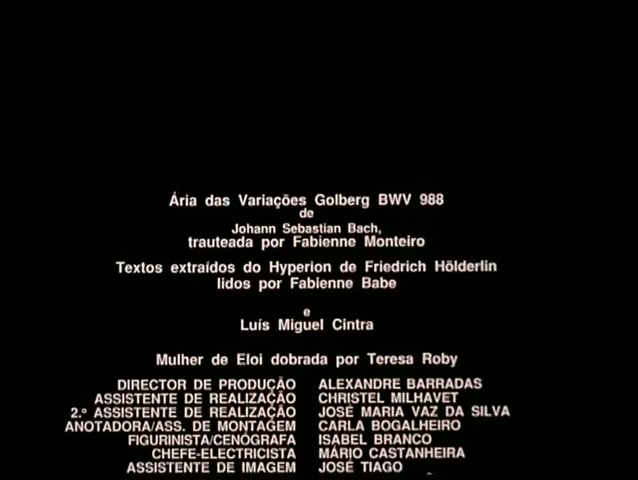 Ária das Variações Golberg BWV 988
de
Johann Sebastian Bach,
trauteada por Fabienne Monteiro
Textos extraídos do Hyperion de Friedrich Hölderlin
lidos por Fabienne Babe
e
Luís Miguel Cintra
Mulher de Eloi dobrada por Teresa Roby
DIRECTOR DE PRODUÇÃO ALEXANDRE BARRADAS
ASSISTENTE DE REALIZAÇÃO CHRISTEL MILHAVET
2.º ASSISTENTE DE REALIZAÇÃO JOSÉ MARIA VAZ DA SILVA
ANOTADORA/ASS. DE MONTAGEM CARLA BOGALHEIRO
FIGURINISTA/CENÓGRAFA ISABEL BRANCO
CHEFE-ELECTRICISTA MÁRIO CASTANHEIRA
ASSISTENTE DE IMAGEM JOSÉ TIAGO